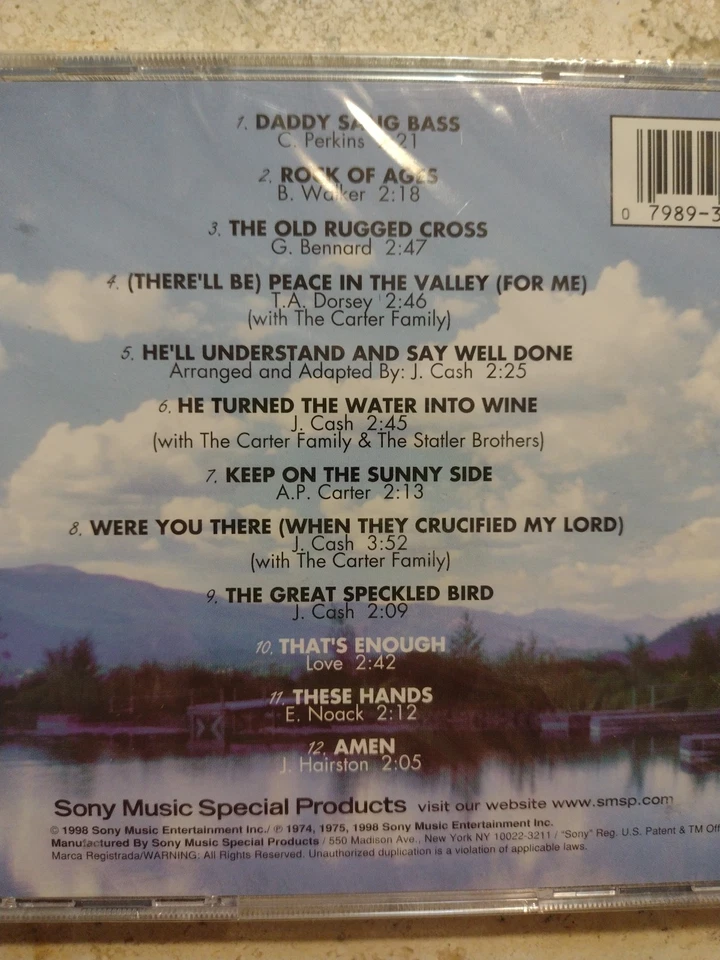 1. DADDY SANG BASS
C. Perkins 21
2. ROCK OF AGES
B. Walker 2:18
3. THE OLD RUGGED CROSS
G. Bennard 2:47
4. (THERE'LL BE) PEACE IN THE VALLEY (FOR ME)
T.A. Dorsey 2:46
(with The Carter Family)
5. HE'LL UNDERSTAND AND SAY WELL DONE
Arranged and Adapted By: J. Cash 2:25
6. HE TURNED THE WATER INTO WINE
J. Cash 2:45
(with The Carter Family & The Statler Brothers)
7. KEEP ON THE SUNNY SIDE
A.P. Carter 2:13
8. WERE YOU THERE (WHEN THEY CRUCIFIED MY LORD)
J. Cash 3:52
(with The Carter Family)
9. THE GREAT SPECKLED BIRD
J. Cash 2:09
10. THAT'S ENOUGH
Love 2:42
11. THESE HANDS
E. Noack 2:12
12. AMEN
J. Hairston 2:05
0 7989-3
Sony Music Special Products visit our website www.smsp.com
© 1998 Sony Music Entertainment Inc./ ℗ 1974, 1975, 1998 Sony Music Entertainment Inc.
Manufactured By Sony Music Special Products / 550 Madison Ave., New York NY 10022-3211 / "Sony" Reg. U.S. Patent & TM Off
Marca Registrada/WARNING: All Rights Reserved. Unauthorized duplication is a violation of applicable laws.